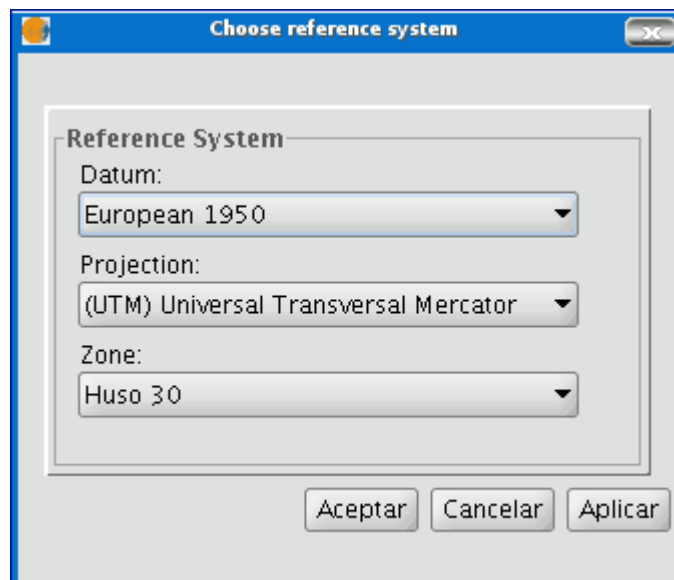 Choose reference system
Reference System
Datum:
European 1950
Projection:
(UTM) Universal Transversal Mercator
Zone:
Huso 30
Aceptar Cancelar Aplicar